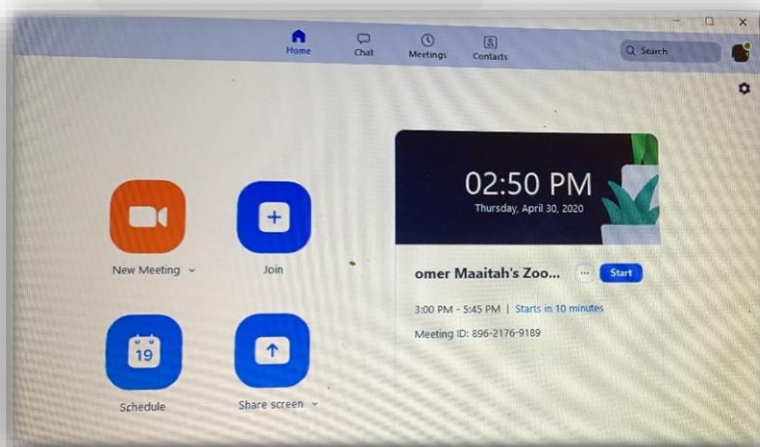 Home Chat Meetings Contacts Search
02:50 PM
Thursday, April 30, 2020
New Meeting Join
omer Maaitah's Zoo... ... Start
3:00 PM - 5:45 PM | Starts in 10 minutes
Meeting ID: 896-2176-9189
19
Schedule Share screen